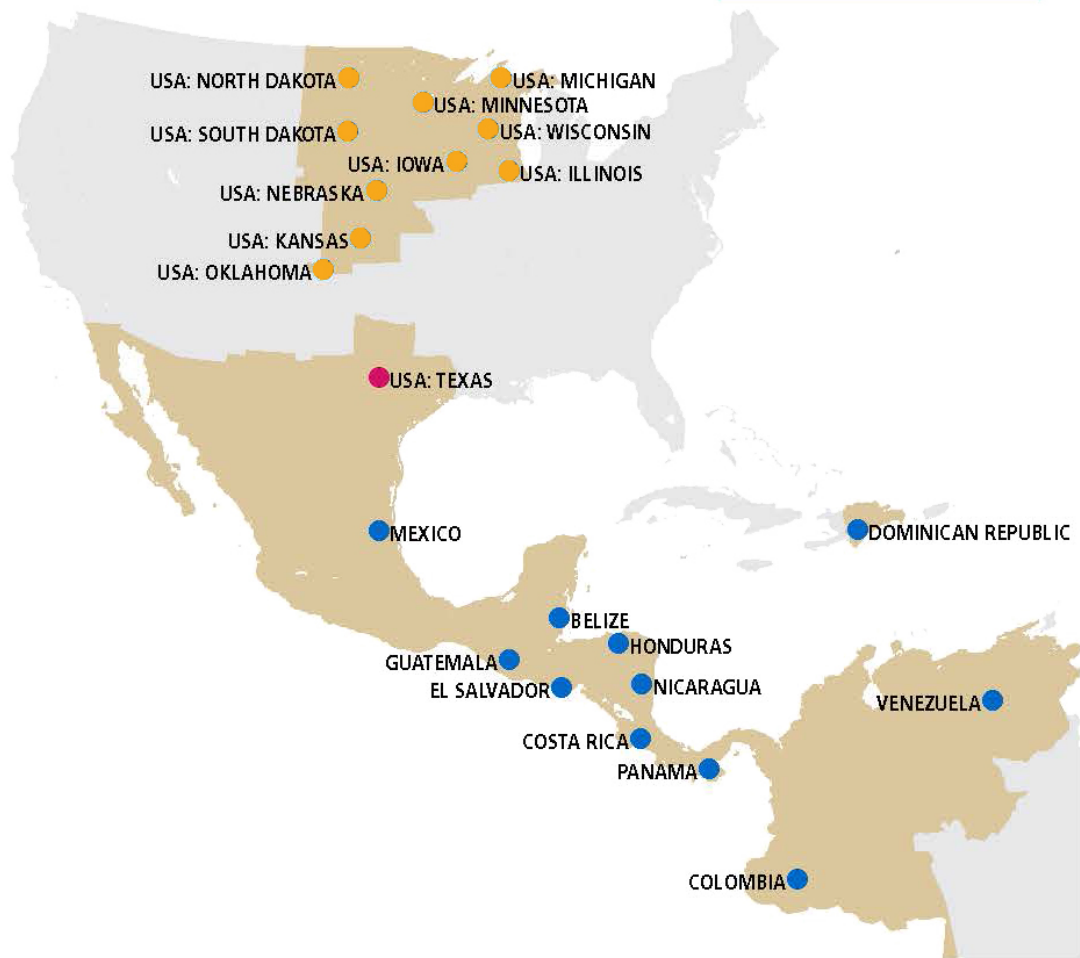 USA: NORTH DAKOTA
USA: MICHIGAN
USA: MINNESOTA
USA: SOUTH DAKOTA
USA: WISCONSIN
USA: IOWA
USA: ILLINOIS
USA: NEBRASKA
USA: KANSAS
USA: OKLAHOMA
USA: TEXAS
MEXICO
DOMINICAN REPUBLIC
BELIZE
HONDURAS
GUATEMALA
EL SALVADOR
NICARAGUA
VENEZUELA
COSTA RICA
PANAMA
COLOMBIA